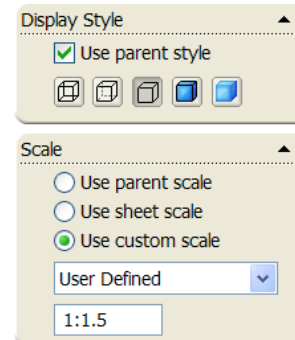 Display Style
Use parent style
Scale
Use parent scale
Use sheet scale
Use custom scale
User Defined
1:1.5